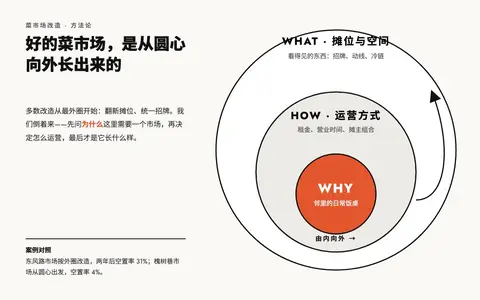 菜市场改造 · 方法论
好的菜市场，是从圆心
向外长出来的
多数改造从最外圈开始：翻新摊位、统一招牌。我
们倒着来——先问为什么这里需要一个市场，再决
定怎么运营，最后才是它长什么样。
案例对照
东风路市场按外圈改造，两年后空置率 31%；槐树巷市
场从圆心出发，空置率 4%。
WHAT · 摊位与空间
看得见的东西：招牌、动线、冷链
HOW · 运营方式
租金、营业时间、摊主组合
WHY
邻里的日常饭桌
由内向外 →